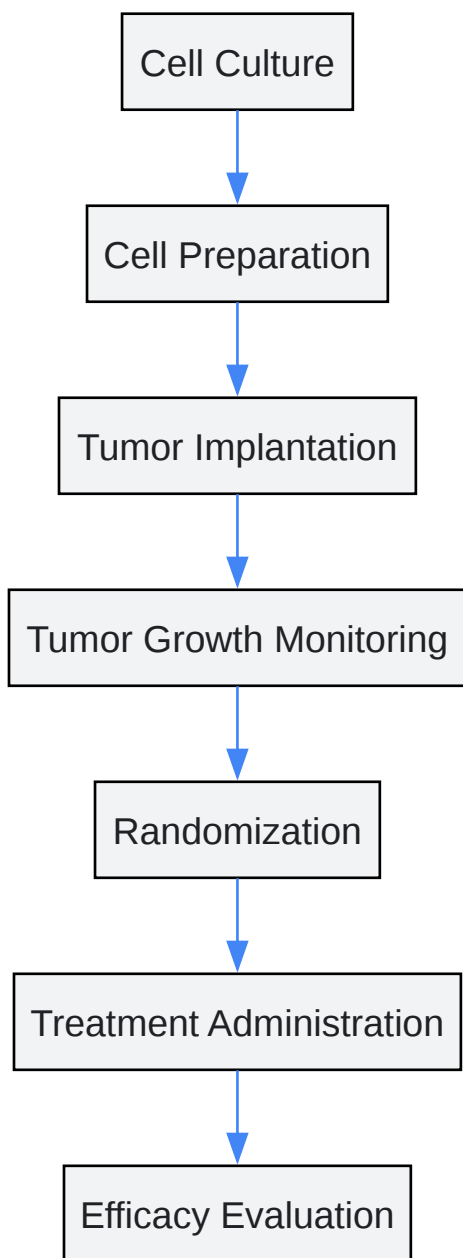 Cell Culture
Cell Preparation
Tumor Implantation
Tumor Growth Monitoring
Randomization
Treatment Administration
Efficacy Evaluation